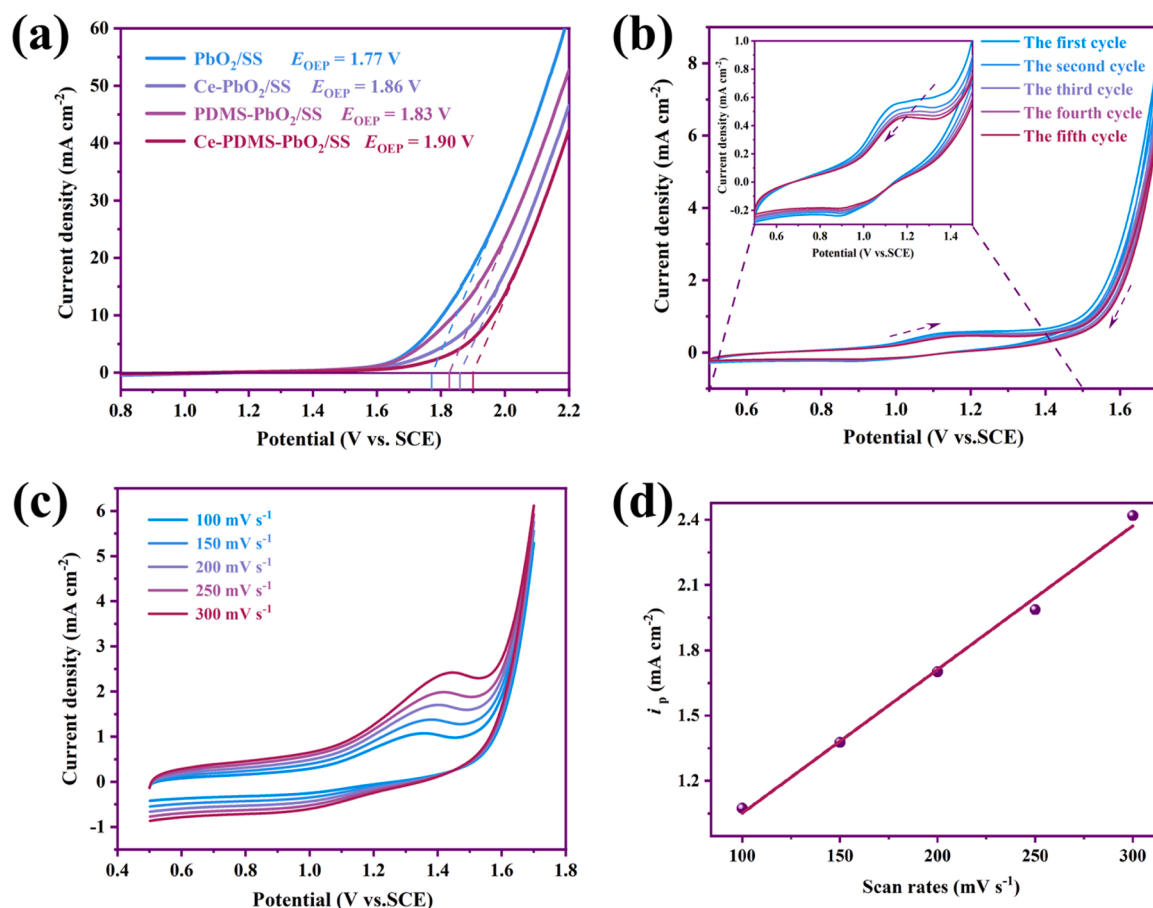 (a)
60
50
40
30
20
10
0
Current density (mA cm⁻²)
PbO₂/SS E_OEP = 1.77 V
Ce-PbO₂/SS E_OEP = 1.86 V
PDMS-PbO₂/SS E_OEP = 1.83 V
Ce-PDMS-PbO₂/SS E_OEP = 1.90 V
0.8 1.0 1.2 1.4 1.6 1.8 2.0 2.2
Potential (V vs. SCE)
(b)
8
6
4
2
0
Current density (mA cm⁻²)
1.0
0.8
0.6
0.4
0.2
0.0
-0.2
Current density (mA cm⁻²)
0.6 0.8 1.0 1.2 1.4
Potential (V vs.SCE)
The first cycle
The second cycle
The third cycle
The fourth cycle
The fifth cycle
0.6 0.8 1.0 1.2 1.4 1.6
Potential (V vs.SCE)
(c)
6
5
4
3
2
1
0
-1
Current density (mA cm⁻²)
100 mV s⁻¹
150 mV s⁻¹
200 mV s⁻¹
250 mV s⁻¹
300 mV s⁻¹
0.4 0.6 0.8 1.0 1.2 1.4 1.6 1.8
Potential (V vs.SCE)
(d)
2.4
2.1
1.8
1.5
1.2
i_p (mA cm⁻²)
100 150 200 250 300
Scan rates (mV s⁻¹)